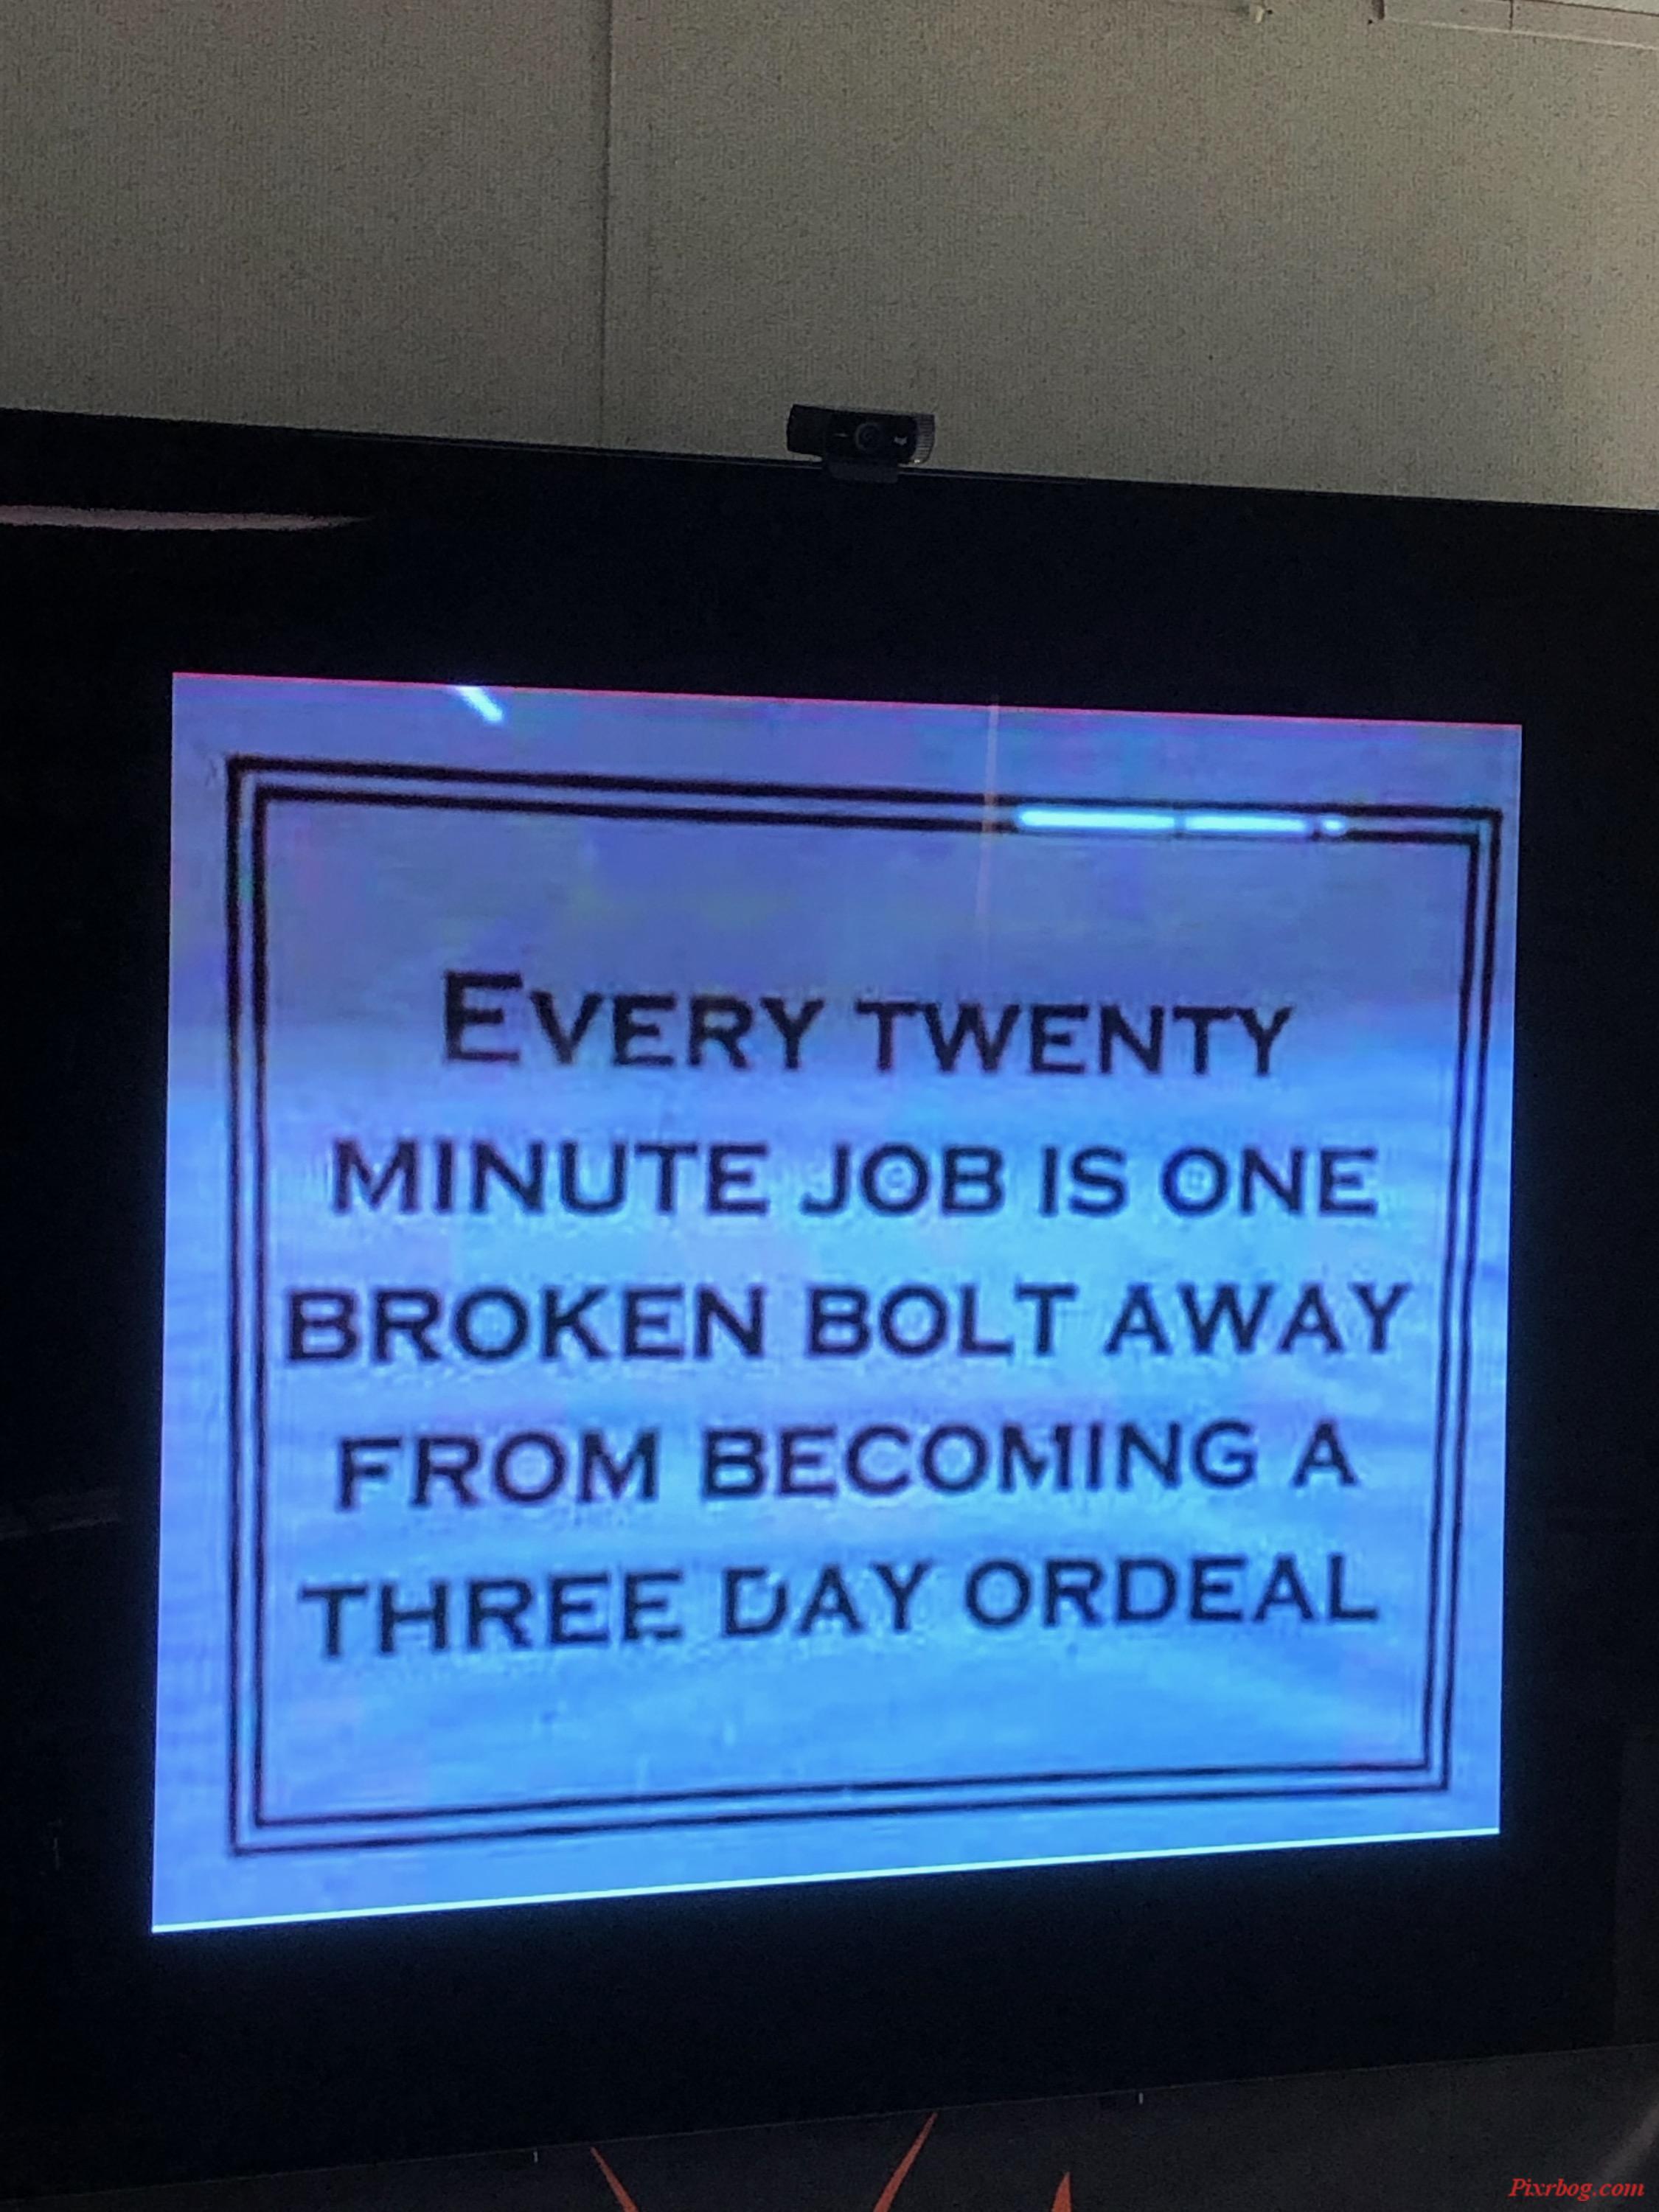 EVERY TWENTY
MINUTE JOB IS ONE
BROKEN BOLT AWAY
FROM BECOMING A
THREE DAY ORDEAL
Pixrbog.com